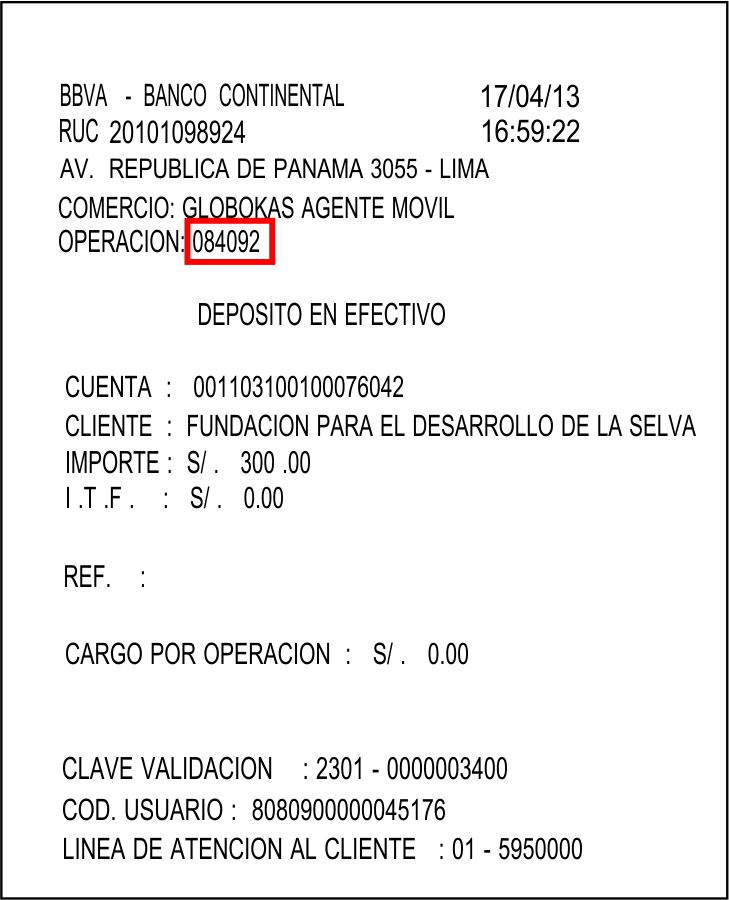 BBVA - BANCO CONTINENTAL 17/04/13
RUC 20101098924 16:59:22
AV. REPUBLICA DE PANAMA 3055 - LIMA
COMERCIO: GLOBOKAS AGENTE MOVIL
OPERACION: 084092
DEPOSITO EN EFECTIVO
CUENTA : 001103100100076042
CLIENTE : FUNDACION PARA EL DESARROLLO DE LA SELVA
IMPORTE : S/ . 300 .00
I .T .F . : S/ . 0.00
REF. :
CARGO POR OPERACION : S/ . 0.00
CLAVE VALIDACION : 2301 - 0000003400
COD. USUARIO : 8080900000045176
LINEA DE ATENCION AL CLIENTE : 01 - 5950000